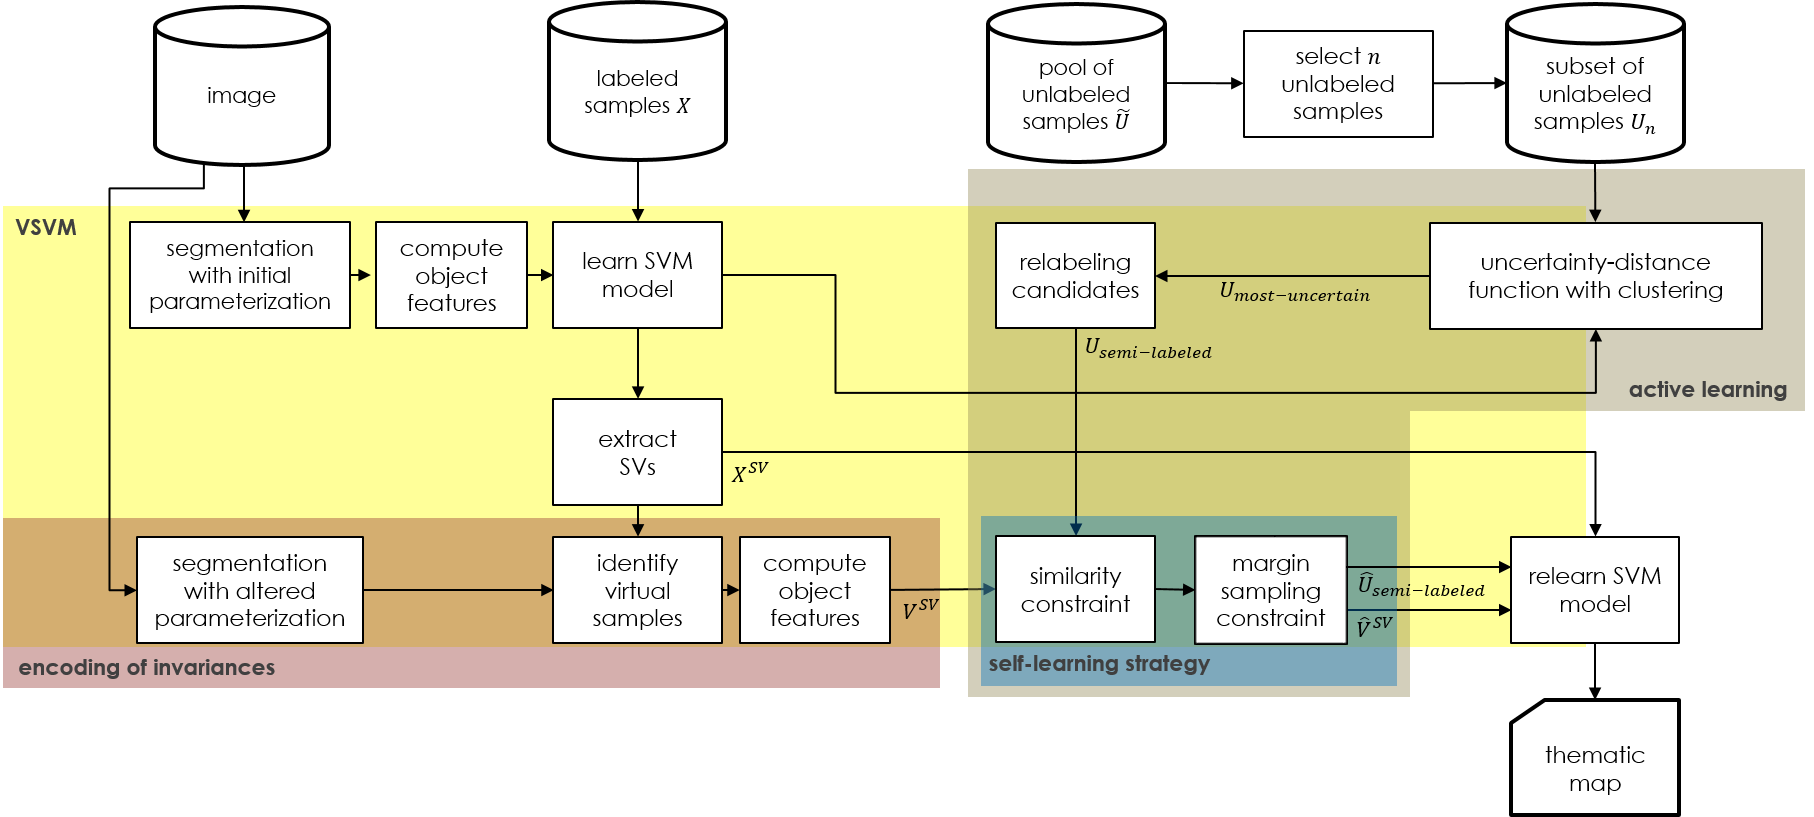 image
labeled
samples X
pool of
unlabeled
samples Ũ
select n
unlabeled
samples
subset of
unlabeled
samples Uₙ
VSVM
segmentation
with initial
parameterization
compute
object
features
learn SVM
model
relabeling
candidates
U most−uncertain
uncertainty-distance
function with clustering
U semi−labeled
active learning
extract
SVs
X^SV
segmentation
with altered
parameterization
identify
virtual
samples
compute
object
features
V^SV
similarity
constraint
margin
sampling
constraint
Û semi−labeled
V̂^SV
relearn SVM
model
encoding of invariances
self-learning strategy
thematic
map